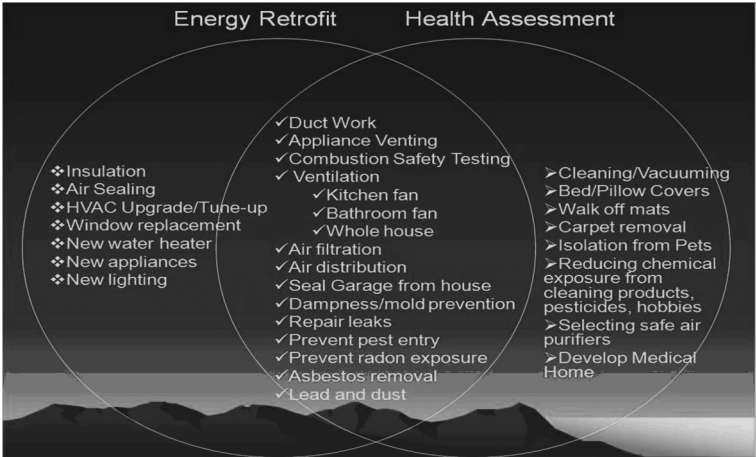 Energy Retrofit
Health Assessment
❖Insulation
❖Air Sealing
❖HVAC Upgrade/Tune-up
❖Window replacement
❖New water heater
❖New appliances
❖New lighting
✓Duct Work
✓Appliance Venting
✓Combustion Safety Testing
✓Ventilation
✓Kitchen fan
✓Bathroom fan
✓Whole house
✓Air filtration
✓Air distribution
✓Seal Garage from house
✓Dampness/mold prevention
✓Repair leaks
✓Prevent pest entry
✓Prevent radon exposure
✓Asbestos removal
✓Lead and dust
➢Cleaning/Vacuuming
➢Bed/Pillow Covers
➢Walk off mats
➢Carpet removal
➢Isolation from Pets
➢Reducing chemical
exposure from
cleaning products,
pesticides, hobbies
➢Selecting safe air
purifiers
➢Develop Medical
Home